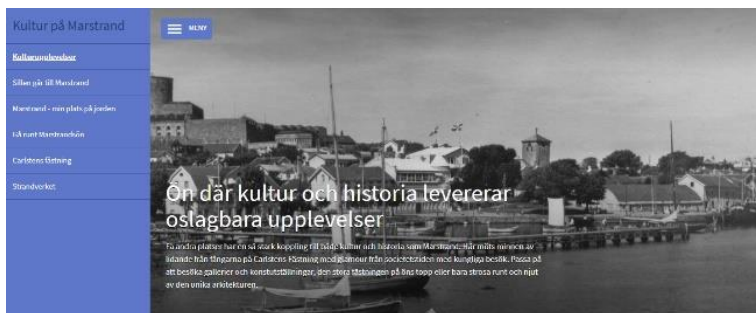 Kultur på Marstrand
MENY
Kulturupplevelser
Sillen går till Marstrand
Marstrand - min plats på jorden
Gå runt Marstrandsön
Carlstens fästning
Strandverket
Ön där kultur och historia levererar
oslagbara upplevelser
Få andra platser har en så stark koppling till både kultur och historia som Marstrand. Här möts minnen av
lidande från fångarna på Carlstens Fästning med glamour från societetstiden med kungliga besök. Passa på
att besöka gallerier och konstutställningar, den stora fästningen på öns topp eller bara strosa runt och njut
av den unika arkitekturen.